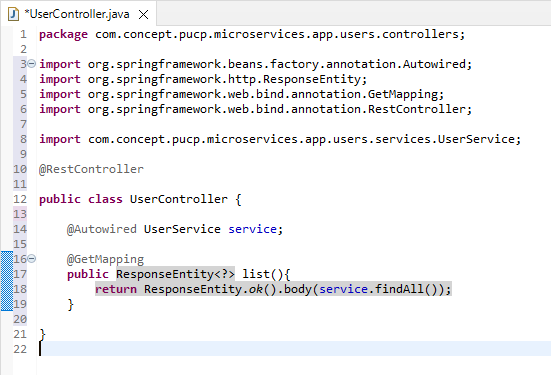 *UserController.java
1 package com.concept.pucp.microservices.app.users.controllers;
2
3 import org.springframework.beans.factory.annotation.Autowired;
4 import org.springframework.http.ResponseEntity;
5 import org.springframework.web.bind.annotation.GetMapping;
6 import org.springframework.web.bind.annotation.RestController;
7
8 import com.concept.pucp.microservices.app.users.services.UserService;
9
10 @RestController
11
12 public class UserController {
13
14     @Autowired UserService service;
15
16     @GetMapping
17     public ResponseEntity<?> list(){
18         return ResponseEntity.ok().body(service.findAll());
19     }
20
21 }
22